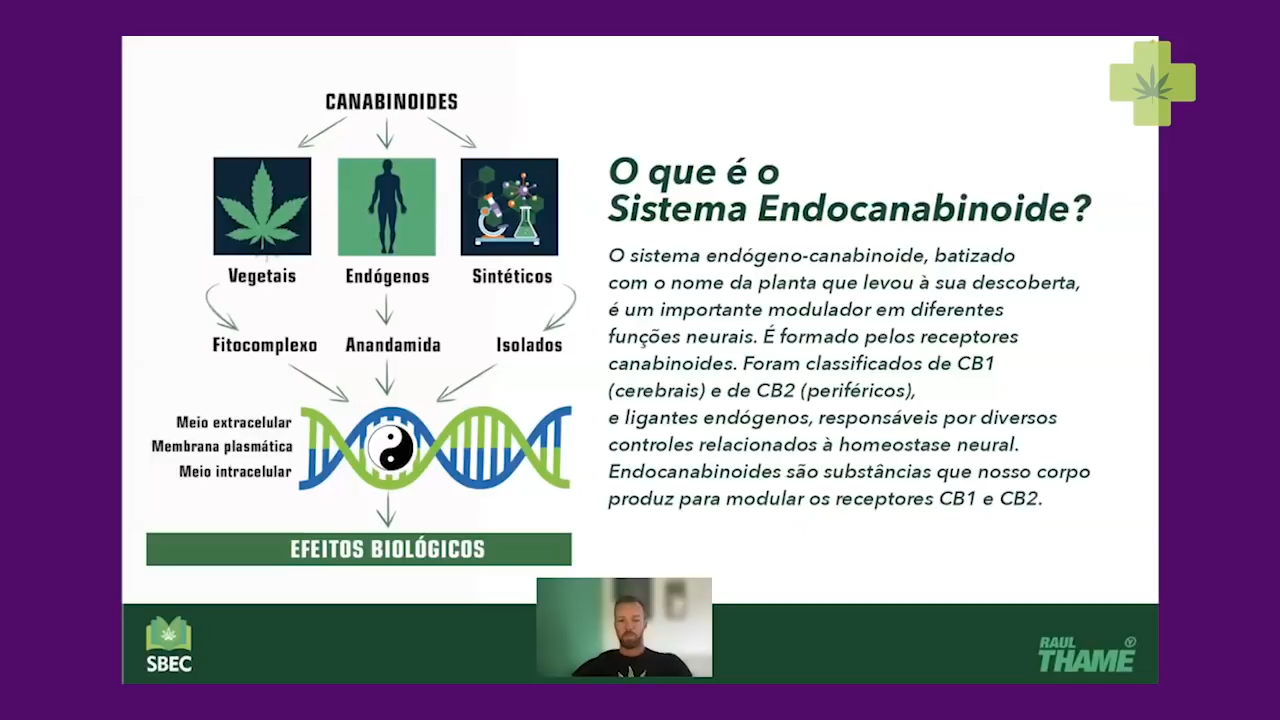 CANABINOIDES
Vegetais
Endógenos
Sintéticos
Fitocomplexo
Anandamida
Isolados
Meio extracelular
Membrana plasmática
Meio intracelular
EFEITOS BIOLÓGICOS
O que é o
Sistema Endocanabinoide?
O sistema endógeno-canabinoide, batizado
com o nome da planta que levou à sua descoberta,
é um importante modulador em diferentes
funções neurais. É formado pelos receptores
canabinoides. Foram classificados de CB1
(cerebrais) e de CB2 (periféricos),
e ligantes endógenos, responsáveis por diversos
controles relacionados à homeostase neural.
Endocanabinoides são substâncias que nosso corpo
produz para modular os receptores CB1 e CB2.
SBEC
RAUL
THAME